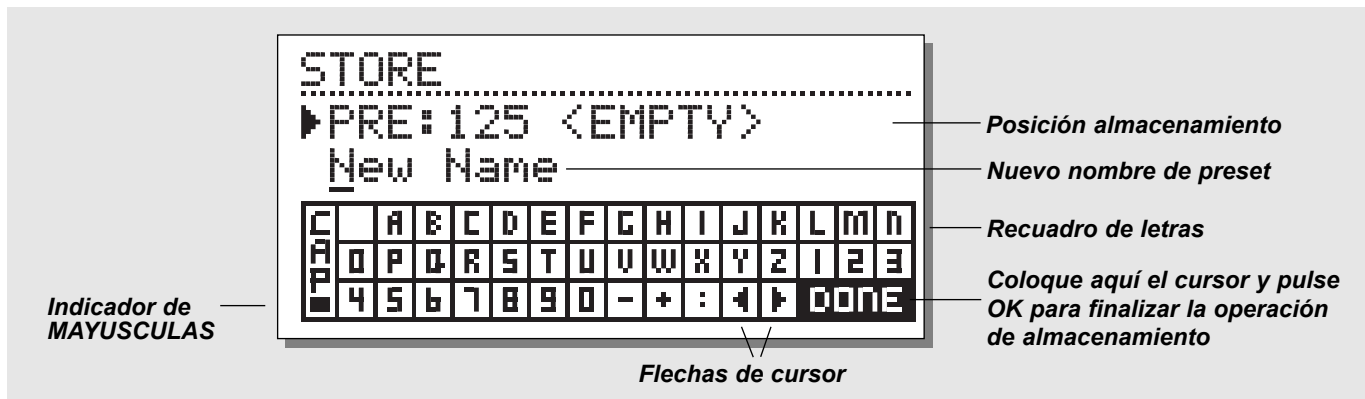 STORE
PRE:125 <EMPTY>
New Name
CAP
A B C D E F G H I J K L M N
O P Q R S T U V W X Y Z 1 2 3
4 5 6 7 8 9 0 - + : ◀ ▶ DONE
Posición almacenamiento
Nuevo nombre de preset
Recuadro de letras
Coloque aquí el cursor y pulse
OK para finalizar la operación
de almacenamiento
Indicador de
MAYUSCULAS
Flechas de cursor